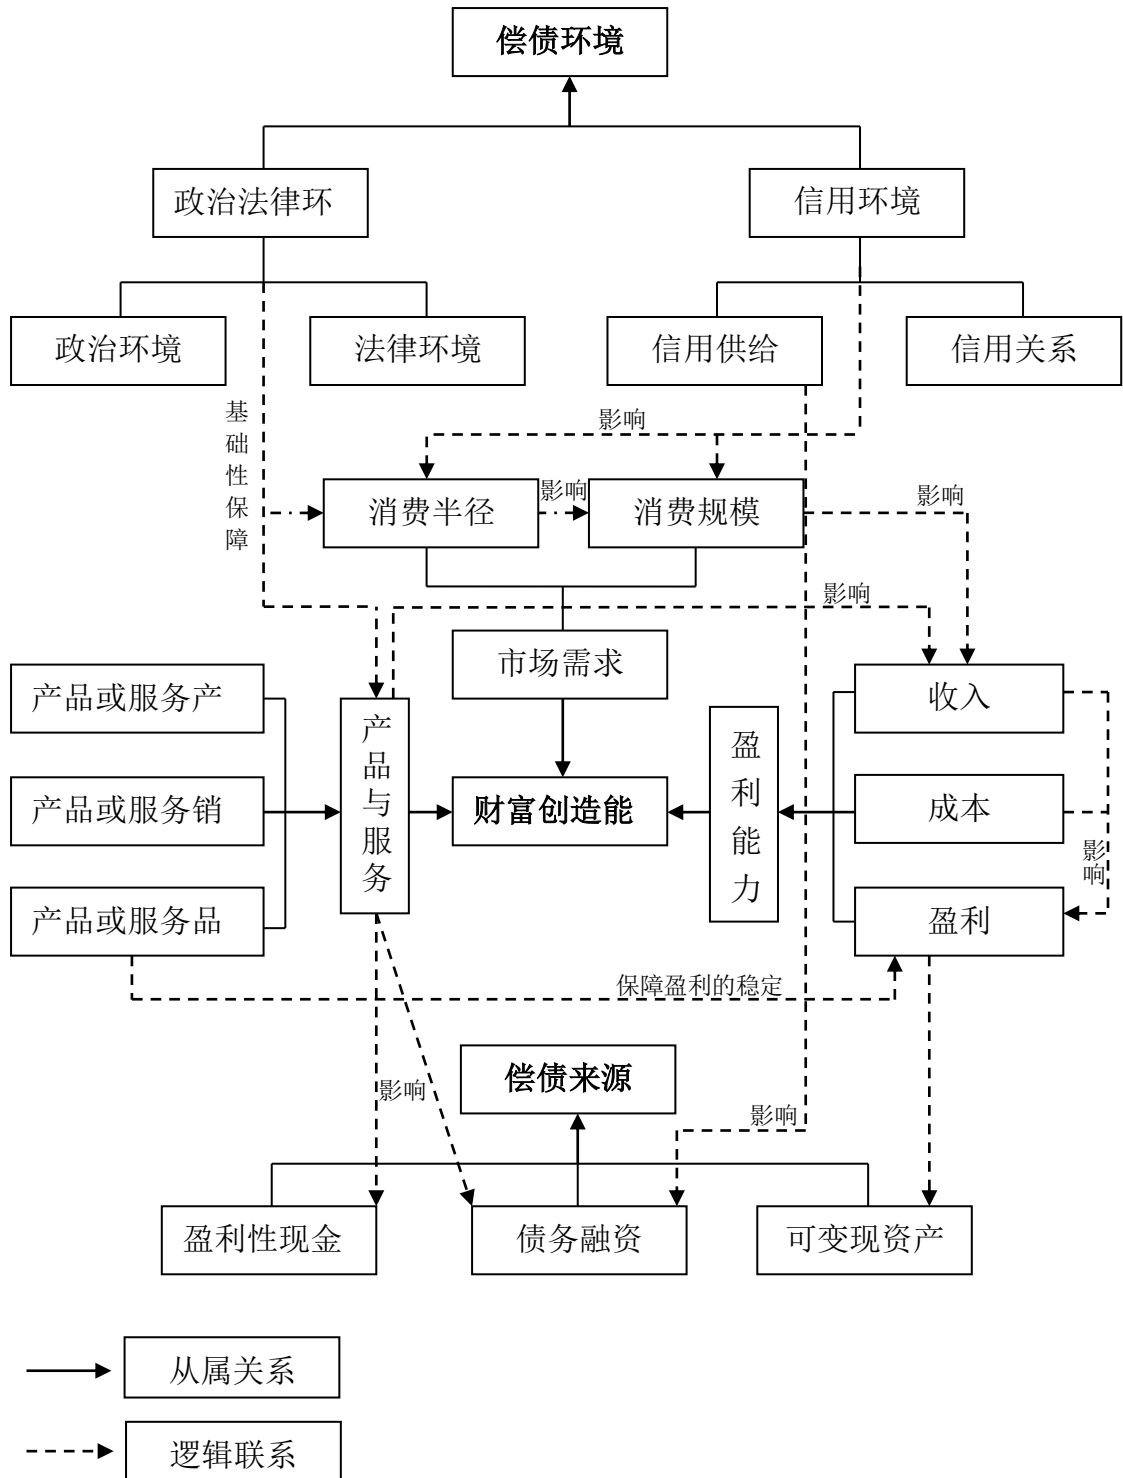 偿债环境
政治法律环
信用环境
政治环境
法律环境
信用供给
信用关系
基础性保障
影响
消费半径
影响
消费规模
影响
影响
市场需求
产品或服务产
产品与服务
盈利能力
收入
产品或服务销
财富创造能
成本
影响
产品或服务品
盈利
保障盈利的稳定
偿债来源
影响
影响
盈利性现金
债务融资
可变现资产
从属关系
逻辑联系